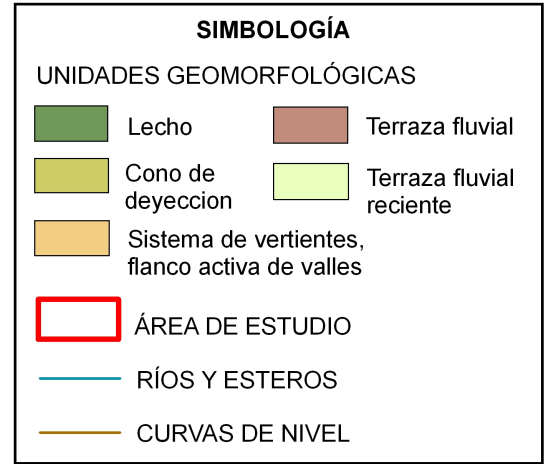 SIMBOLOGÍA
UNIDADES GEOMORFOLÓGICAS
Lecho
Terraza fluvial
Cono de
deyeccion
Terraza fluvial
reciente
Sistema de vertientes,
flanco activa de valles
ÁREA DE ESTUDIO
RÍOS Y ESTEROS
CURVAS DE NIVEL